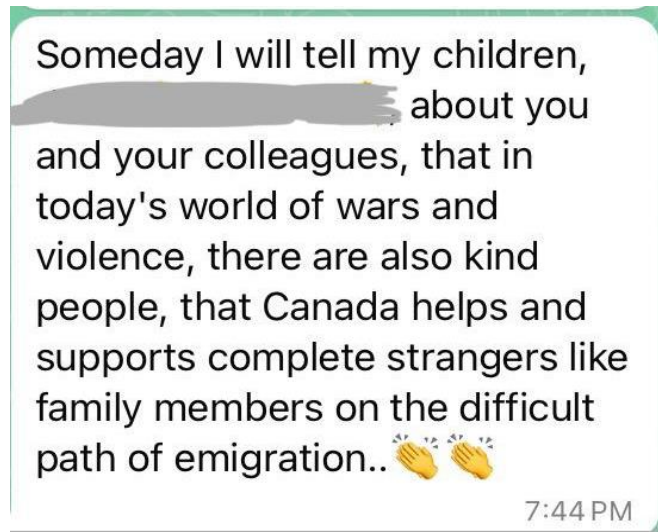 Someday I will tell my children,
about you
and your colleagues, that in
today's world of wars and
violence, there are also kind
people, that Canada helps and
supports complete strangers like
family members on the difficult
path of emigration..👏👏
7:44 PM